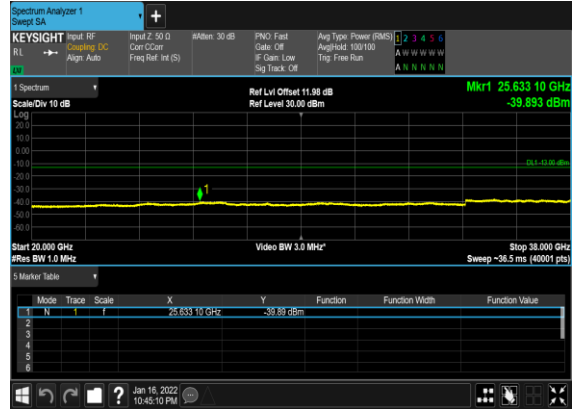 Spectrum Analyzer 1
Swept SA
+
KEYSIGHT Input: RF Input Z: 50 Ω #Atten: 30 dB PNO: Fast Avg Type: Power (RMS) 1 2 3 4 5 6
RL Coupling: DC Corr CCorr Gate: Off Avg|Hold: 100/100 A W W W W W
Align: Auto Freq Ref: Int (S) IF Gain: Low Trig: Free Run
LW Sig Track: Off A N N N N N
1 Spectrum Ref Lvl Offset 11.98 dB Mkr1 25.633 10 GHz
Scale/Div 10 dB Ref Level 30.00 dBm -39.893 dBm
Log
20.0
10.0
0.00
-10.0 DL1 -13.00 dBm
-20.0
-30.0
1
-40.0
-50.0
-60.0
Start 20.000 GHz Video BW 3.0 MHz* Stop 38.000 GHz
#Res BW 1.0 MHz Sweep ~36.5 ms (40001 pts)
5 Marker Table
Mode Trace Scale X Y Function Function Width Function Value
1 N 1 f 25.633 10 GHz -39.89 dBm
2
3
4
5
6
? Jan 16, 2022
10:45:10 PM